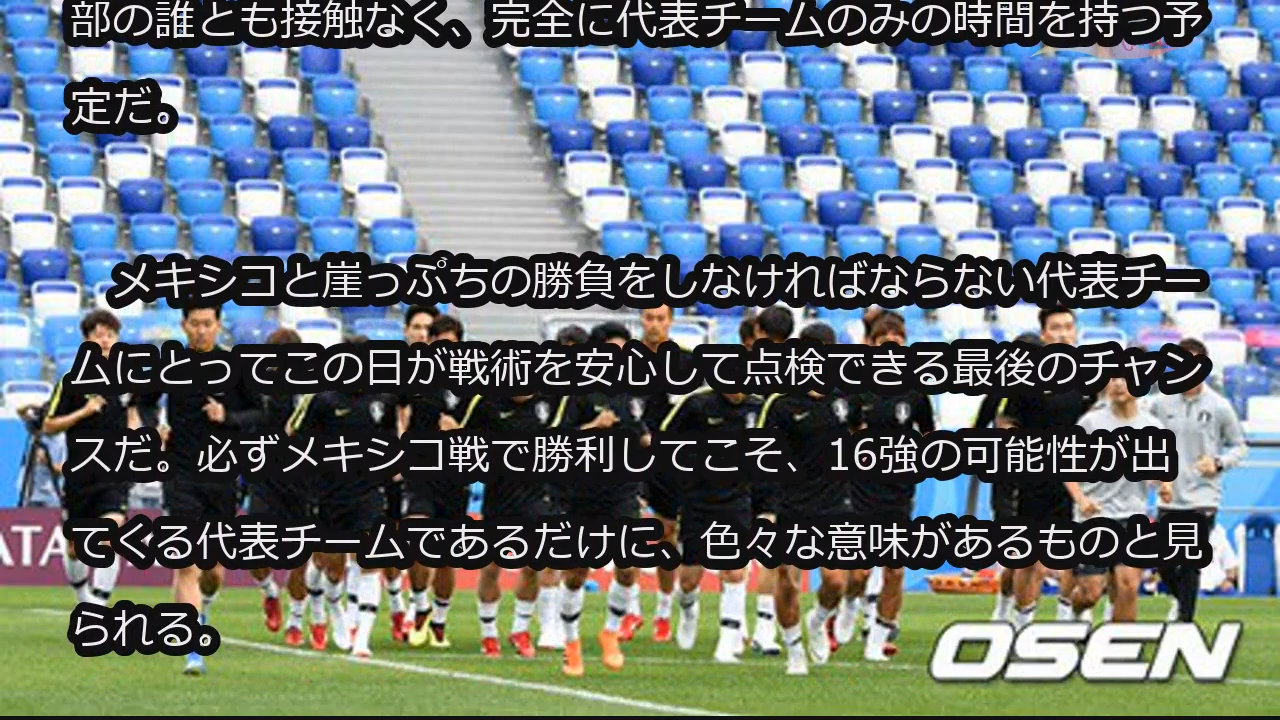 部の誰とも接触なく、完全に代表チームのみの時間を持つ予
定だ。
メキシコと崖っぷちの勝負をしなければならない代表チー
ムにとってこの日が戦術を安心して点検できる最後のチャン
スだ。必ずメキシコ戦で勝利してこそ、16強の可能性が出
てくる代表チームであるだけに、色々な意味があるものと見
られる。
ATA
OSEN